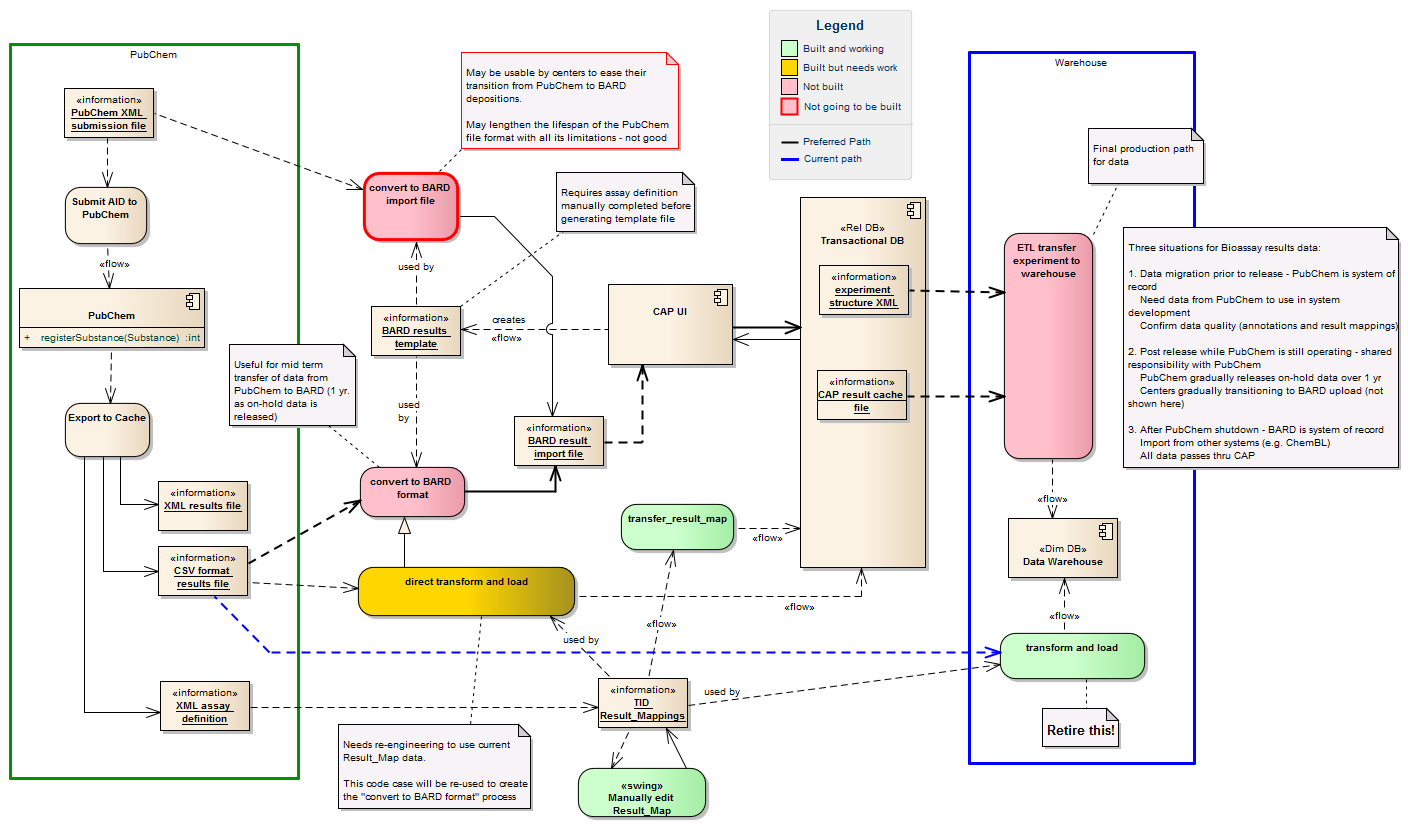 PubChem
«information»
PubChem XML
submission file
Submit AID to
PubChem
«flow»
PubChem
+ registerSubstance(Substance) :int
Export to Cache
«information»
XML results file
«information»
CSV format
results file
«information»
XML assay
definition
May be usable by centers to ease their
transition from PubChem to BARD
depositions.
May lengthen the lifespan of the PubChem
file format with all its limitations - not good
convert to BARD
import file
Requires assay definition
manually completed before
generating template file
used by
«information»
BARD results
template
creates
«flow»
used
by
Useful for mid term
transfer of data from
PubChem to BARD (1 yr.
as on-hold data is
released)
convert to BARD
format
«information»
BARD result
import file
CAP UI
direct transform and load
transfer_result_map
«flow»
«flow»
«flow»
used by
«information»
TID
Result_Mappings
used by
Needs re-engineering to use current
Result_Map data.
This code case will be re-used to create
the "convert to BARD format" process
«swing»
Manually edit
Result_Map
Legend
Built and working
Built but needs work
Not built
Not going to be built
Preferred Path
Current path
«Rel DB»
Transactional DB
«information»
experiment
structure XML
«information»
CAP result cache
file
Warehouse
Final production path
for data
ETL transfer
experiment to
warehouse
Three situations for Bioassay results data:
1. Data migration prior to release - PubChem is system of
record
Need data from PubChem to use in system
development
Confirm data quality (annotations and result mappings)
2. Post release while PubChem is still operating - shared
responsibility with PubChem
PubChem gradually releases on-hold data over 1 yr
Centers gradually transitioning to BARD upload (not
shown here)
3. After PubChem shutdown - BARD is system of record
Import from other systems (e.g. ChemBL)
All data passes thru CAP
«flow»
«Dim DB»
Data Warehouse
«flow»
transform and load
Retire this!